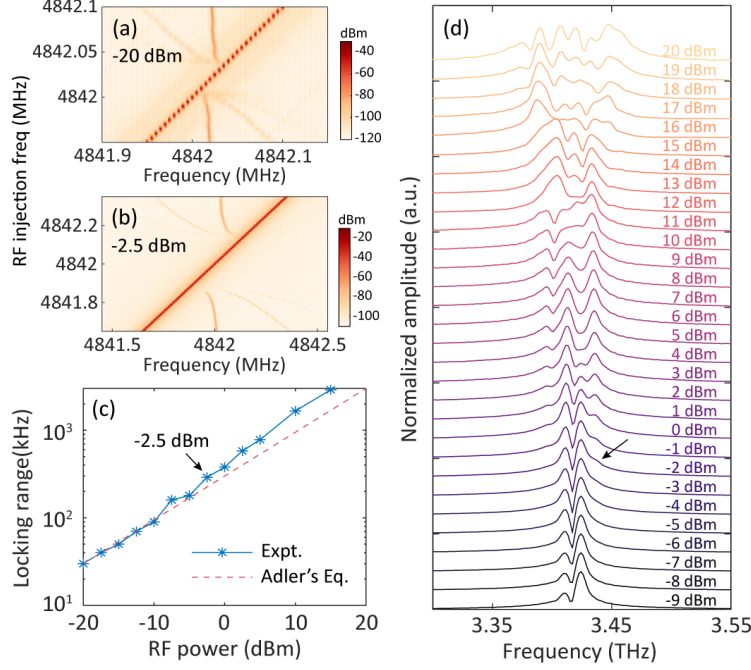 (a)
-20 dBm
4842.1
4842.05
4842
4841.9
4842
4842.1
Frequency (MHz)
dBm
-40
-60
-80
-100
-120
RF injection freq (MHz)
(b)
-2.5 dBm
4842.2
4842
4841.8
4841.5
4842
4842.5
Frequency (MHz)
dBm
-20
-40
-60
-80
-100
(c)
-2.5 dBm
Locking range(kHz)
10³
10²
10¹
-20
-10
0
10
20
RF power (dBm)
Expt.
Adler's Eq.
(d)
Normalized amplitude (a.u.)
20 dBm
19 dBm
18 dBm
17 dBm
16 dBm
15 dBm
14 dBm
13 dBm
12 dBm
11 dBm
10 dBm
9 dBm
8 dBm
7 dBm
6 dBm
5 dBm
4 dBm
3 dBm
2 dBm
1 dBm
0 dBm
-1 dBm
-2 dBm
-3 dBm
-4 dBm
-5 dBm
-6 dBm
-7 dBm
-8 dBm
-9 dBm
3.35
3.45
3.55
Frequency (THz)